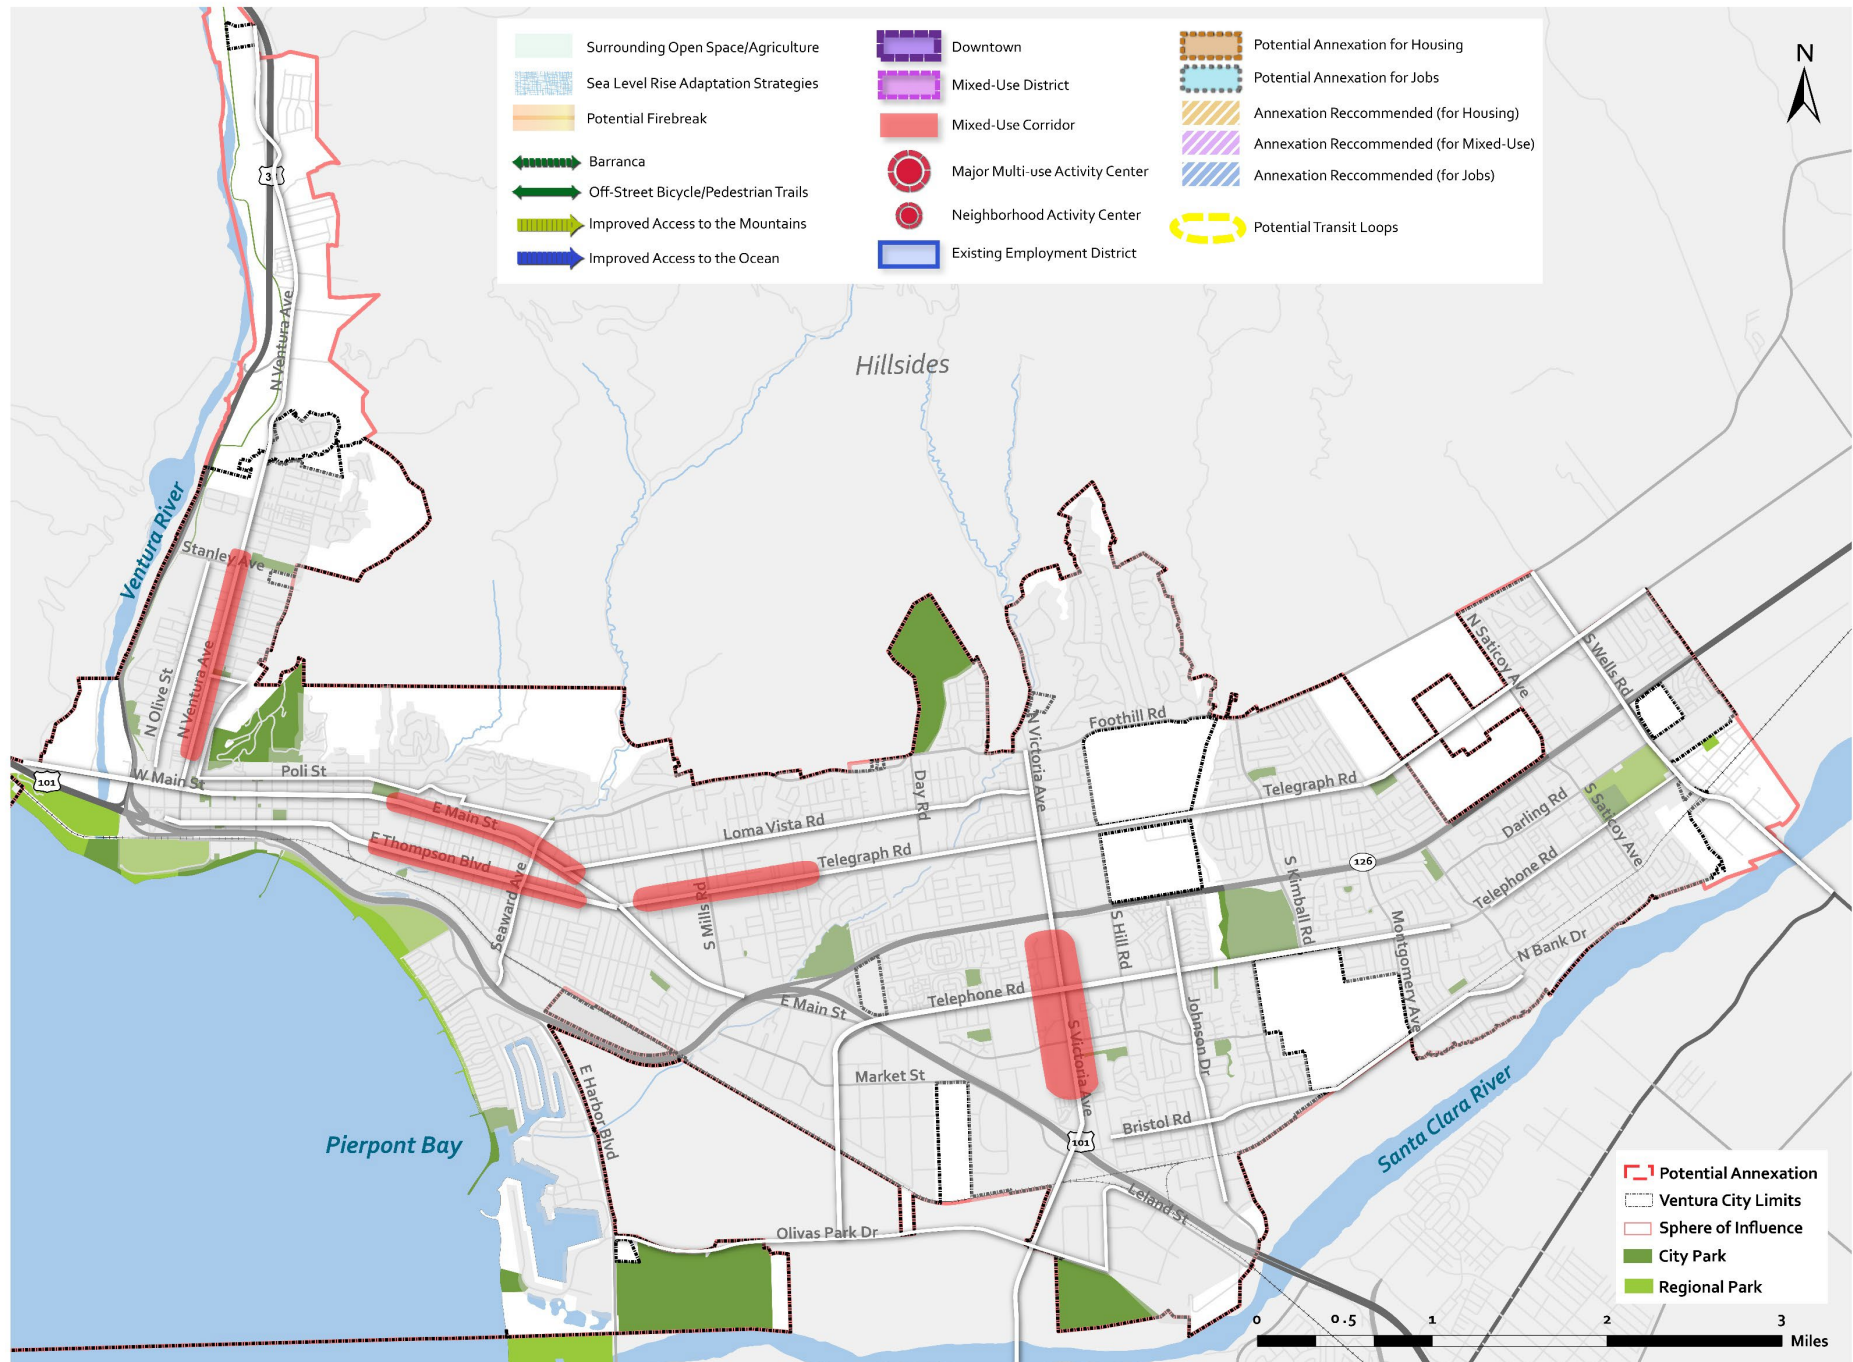 Surrounding Open Space/Agriculture
Sea Level Rise Adaptation Strategies
Potential Firebreak
Barranca
Off-Street Bicycle/Pedestrian Trails
Improved Access to the Mountains
Improved Access to the Ocean
Downtown
Mixed-Use District
Mixed-Use Corridor
Major Multi-use Activity Center
Neighborhood Activity Center
Existing Employment District
Potential Annexation for Housing
Potential Annexation for Jobs
Annexation Reccommended (for Housing)
Annexation Reccommended (for Mixed-Use)
Annexation Reccommended (for Jobs)
Potential Transit Loops
N
3
N Ventura Ave
Hillsides
Ventura River
Stanley Ave
N Olive St
N Ventura Ave
W Main St
Poli St
101
E Main St
E Thompson Blvd
Seaward Ave
Loma Vista Rd
Day Rd
Telegraph Rd
S Mills Rd
N Victoria Ave
Foothill Rd
Telegraph Rd
N Saticoy Ave
S Wells Rd
S Saticoy Ave
Darling Rd
126
Telephone Rd
S Kimball Rd
S Hill Rd
Montgomery Ave
N Bank Dr
Telephone Rd
E Main St
S Victoria Ave
Johnson Dr
Market St
Bristol Rd
101
E Harbor Blvd
Pierpont Bay
Leland St
Olivas Park Dr
Santa Clara River
Potential Annexation
Ventura City Limits
Sphere of Influence
City Park
Regional Park
0 0.5 1 2 3
Miles